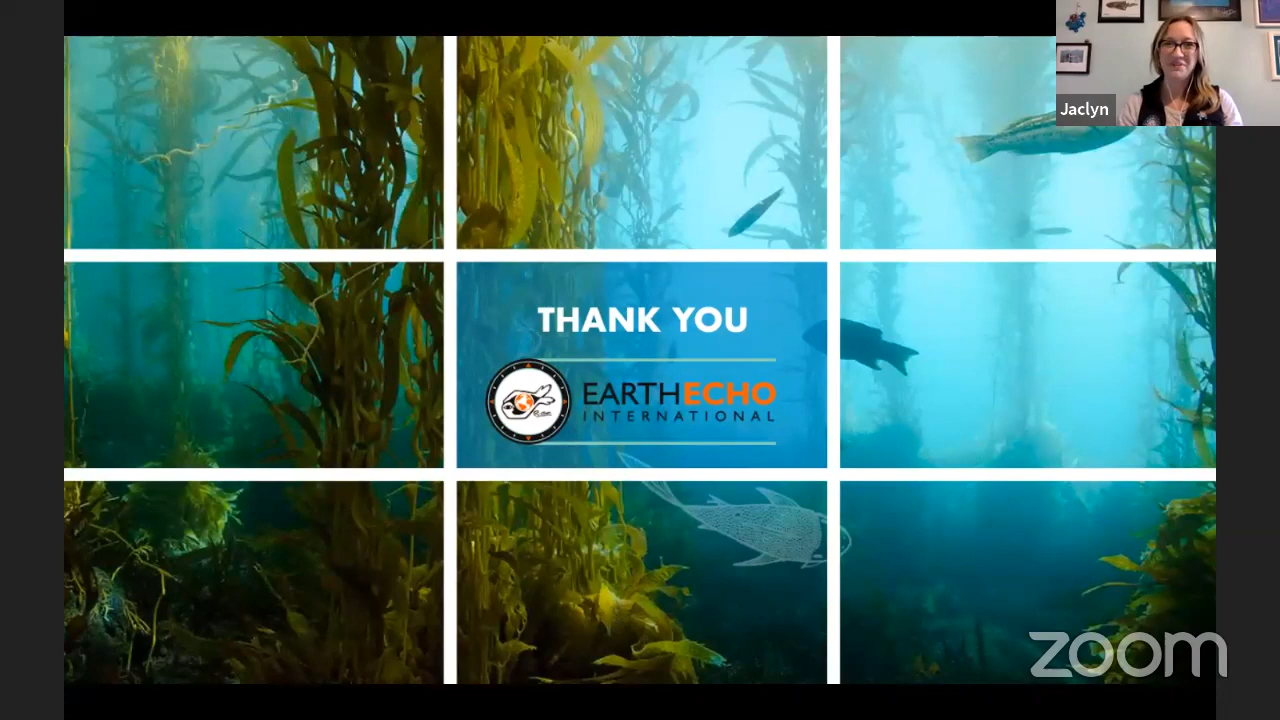 Jaclyn
THANK YOU
EARTHECHO
INTERNATIONAL
zoom